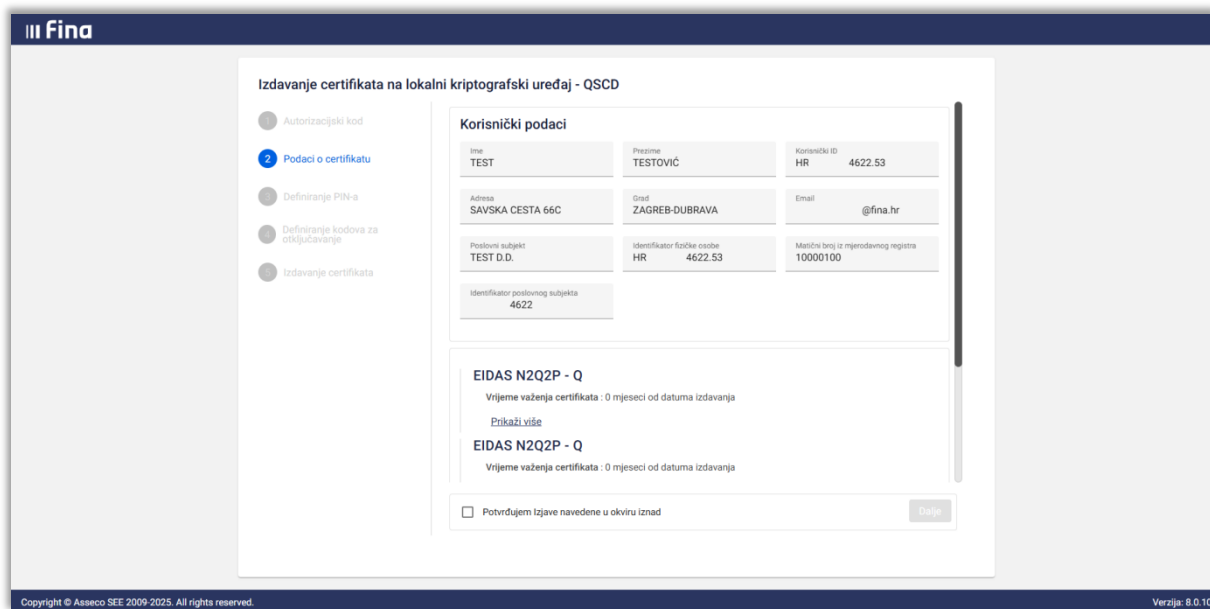 fina
Izdavanje certifikata na lokalni kriptografski uređaj - QSCD
1 Autorizacijski kod
2 Podaci o certifikatu
3 Definiranje PIN-a
4 Definiranje kodova za
otključavanje
5 Izdavanje certifikata
Korisnički podaci
Ime
TEST
Prezime
TESTOVIĆ
Korisnički ID
HR 4622.53
Adresa
SAVSKA CESTA 66C
Grad
ZAGREB-DUBRAVA
Email
@fina.hr
Poslovni subjekt
TEST D.D.
Identifikator fizičke osobe
HR 4622.53
Matični broj iz mjerodavnog registra
10000100
Identifikator poslovnog subjekta
4622
EIDAS N2Q2P - Q
Vrijeme važenja certifikata : 0 mjeseci od datuma izdavanja
Prikaži više
EIDAS N2Q2P - Q
Vrijeme važenja certifikata : 0 mjeseci od datuma izdavanja
Potvrđujem Izjave navedene u okviru iznad
Dalje
Copyright © Asseco SEE 2009-2025. All rights reserved.
Verzija: 8.0.10